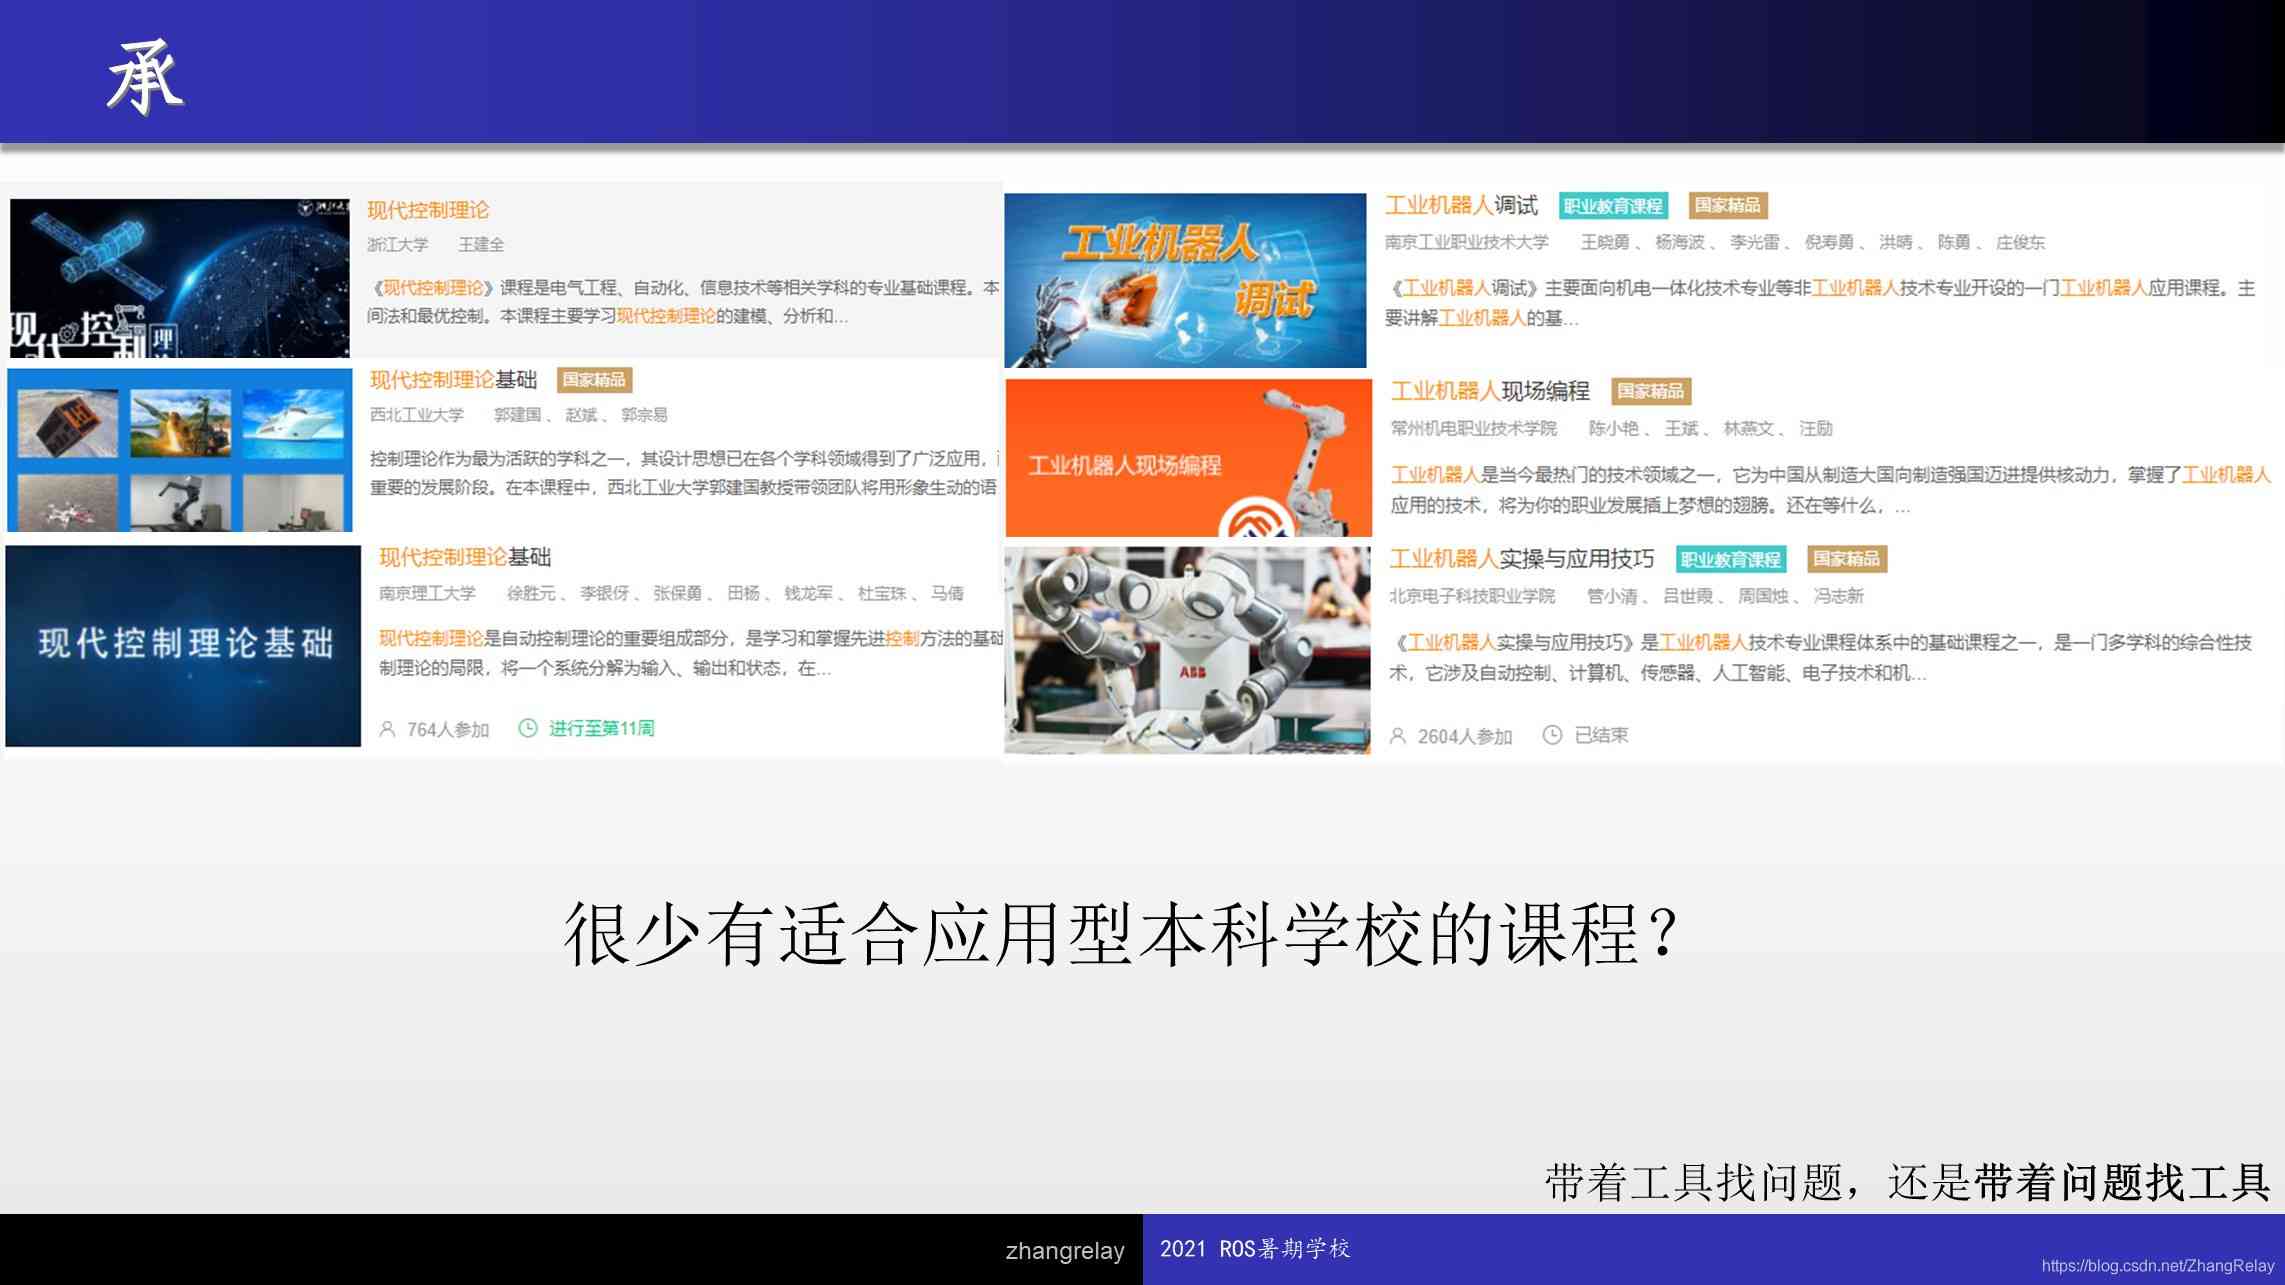 承
现代控制理论
浙江大学 王建全
《现代控制理论》课程是电气工程、自动化、信息技术等相关学科的专业基础课程。本
间法和最优控制。本课程主要学习现代控制理论的建模、分析和...
现代控制理论基础 国家精品
西北工业大学 郭建国 、 赵斌 、 郭宗易
控制理论作为最为活跃的学科之一，其设计思想已在各个学科领域得到了广泛应用，
重要的发展阶段。在本课程中，西北工业大学郭建国教授带领团队将用形象生动的语
现代控制理论基础
现代控制理论基础
南京理工大学 徐胜元 、 李银伢 、 张保勇 、 田杨 、 钱龙军 、 杜宝珠 、 马倩
现代控制理论是自动控制理论的重要组成部分，是学习和掌握先进控制方法的基础
制理论的局限，将一个系统分解为输入、输出和状态，在...
764人参加 进行至第11周
工业机器人
调试
工业机器人调试 职业教育课程 国家精品
南京工业职业技术大学 王晓勇 、 杨海波 、 李光雷 、 倪寿勇 、 洪晴 、 陈勇 、 庄俊东
《工业机器人调试》主要面向机电一体化技术专业等非工业机器人技术专业开设的一门工业机器人应用课程。主
要讲解工业机器人的基...
工业机器人现场编程
工业机器人现场编程 国家精品
常州机电职业技术学院 陈小艳 、 王斌 、 林燕文 、 汪励
工业机器人是当今最热门的技术领域之一，它为中国从制造大国向制造强国迈进提供核动力，掌握了工业机器人
应用的技术，将为你的职业发展插上梦想的翅膀。还在等什么，...
ABB
工业机器人实操与应用技巧 职业教育课程 国家精品
北京电子科技职业学院 管小清 、 吕世霞 、 周国烛 、 冯志新
《工业机器人实操与应用技巧》是工业机器人技术专业课程体系中的基础课程之一，是一门多学科的综合性技
术，它涉及自动控制、计算机、传感器、人工智能、电子技术和机...
2604人参加 已结束
很少有适合应用型本科学校的课程？
带着工具找问题，还是带着问题找工具
zhangrelay
2021 ROS暑期学校
https://blog.csdn.net/ZhangRelay